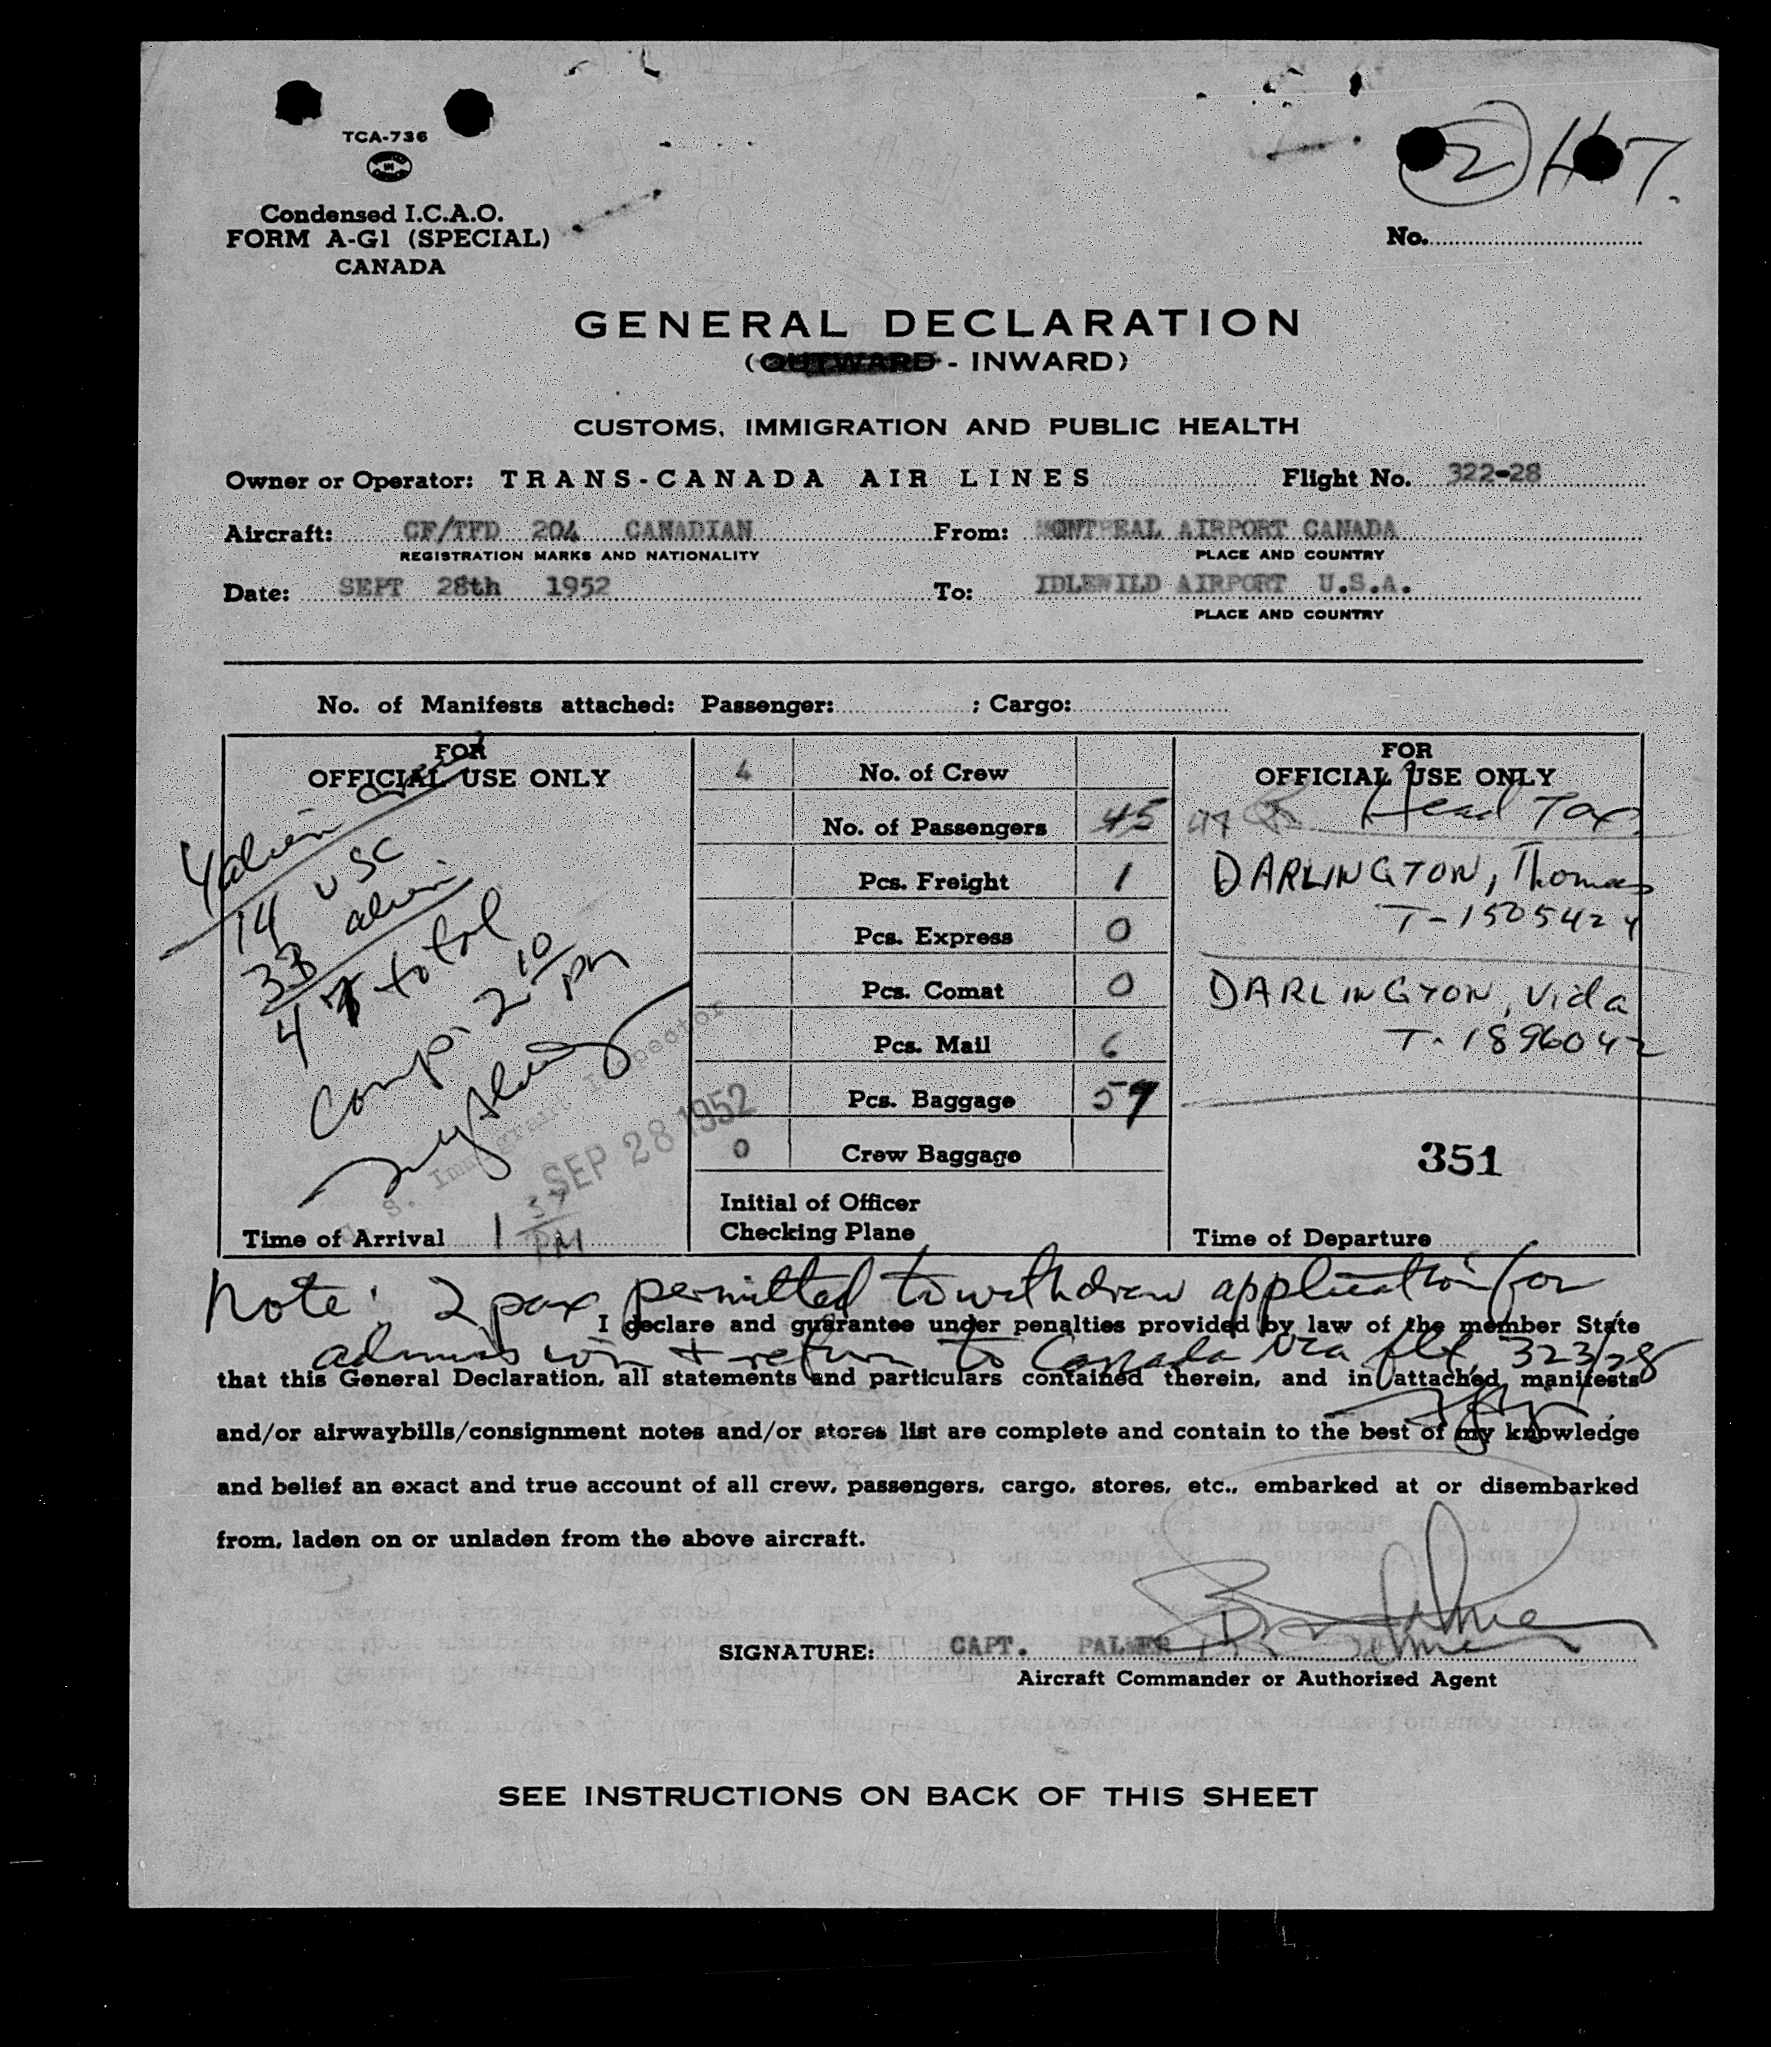 TCA-736
Condensed I.C.A.O.
FORM A-G1 (SPECIAL)
CANADA
2 H 7.
No.
GENERAL DECLARATION
(OUTWARD - INWARD)
CUSTOMS, IMMIGRATION AND PUBLIC HEALTH
Owner or Operator: TRANS-CANADA AIR LINES Flight No. 322-28
Aircraft: CF/TFD 204 CANADIAN From: MONTREAL AIRPORT CANADA
REGISTRATION MARKS AND NATIONALITY PLACE AND COUNTRY
Date: SEPT 28th 1952 To: IDLEWILD AIRPORT U.S.A.
PLACE AND COUNTRY
No. of Manifests attached: Passenger: ; Cargo:
FOR
OFFICIAL USE ONLY
4 alien
14 USC
33 alien
47 total
Comp. 2 10 pm
U. S. Immigrant Inspector
SEP 28 1952
Time of Arrival 1 37 PM
4 No. of Crew
No. of Passengers 45
Pcs. Freight 1
Pcs. Express 0
Pcs. Comat 0
Pcs. Mail 6
Pcs. Baggage 59
0 Crew Baggage
Initial of Officer
Checking Plane
FOR
OFFICIAL USE ONLY
Head Tax
DARLINGTON, Thomas
T-1505424
DARLINGTON, Vida
T-1896042
351
Time of Departure
Note: 2 pax permitted to withdraw application for
admission + return to Canada via flt. 323/28
I declare and guarantee under penalties provided by law of the member State
that this General Declaration, all statements and particulars contained therein, and in attached manifests
and/or airwaybills/consignment notes and/or stores list are complete and contain to the best of my knowledge
and belief an exact and true account of all crew, passengers, cargo, stores, etc., embarked at or disembarked
from, laden on or unladen from the above aircraft.
SIGNATURE: CAPT. PALMER
Aircraft Commander or Authorized Agent
SEE INSTRUCTIONS ON BACK OF THIS SHEET